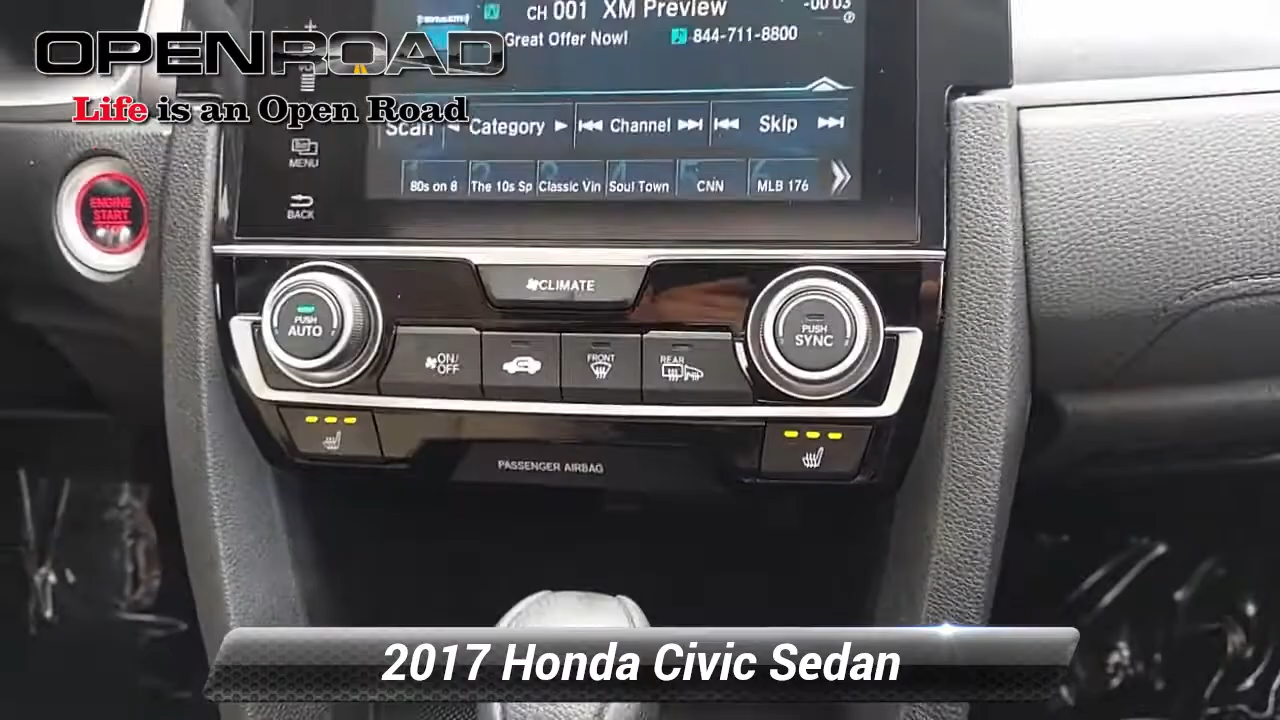 CH 001 XM Preview
-00 03
Great Offer Now!
844-711-8800
OPENROAD
Life is an Open Road
Scan Category Channel Skip
MENU
80s on 8 The 10s Sp Classic Vin Soul Town CNN MLB 176
BACK
ENGINE
START
CLIMATE
PUSH
AUTO
PUSH
SYNC
ON/
OFF
FRONT
REAR
PASSENGER AIRBAG
2017 Honda Civic Sedan